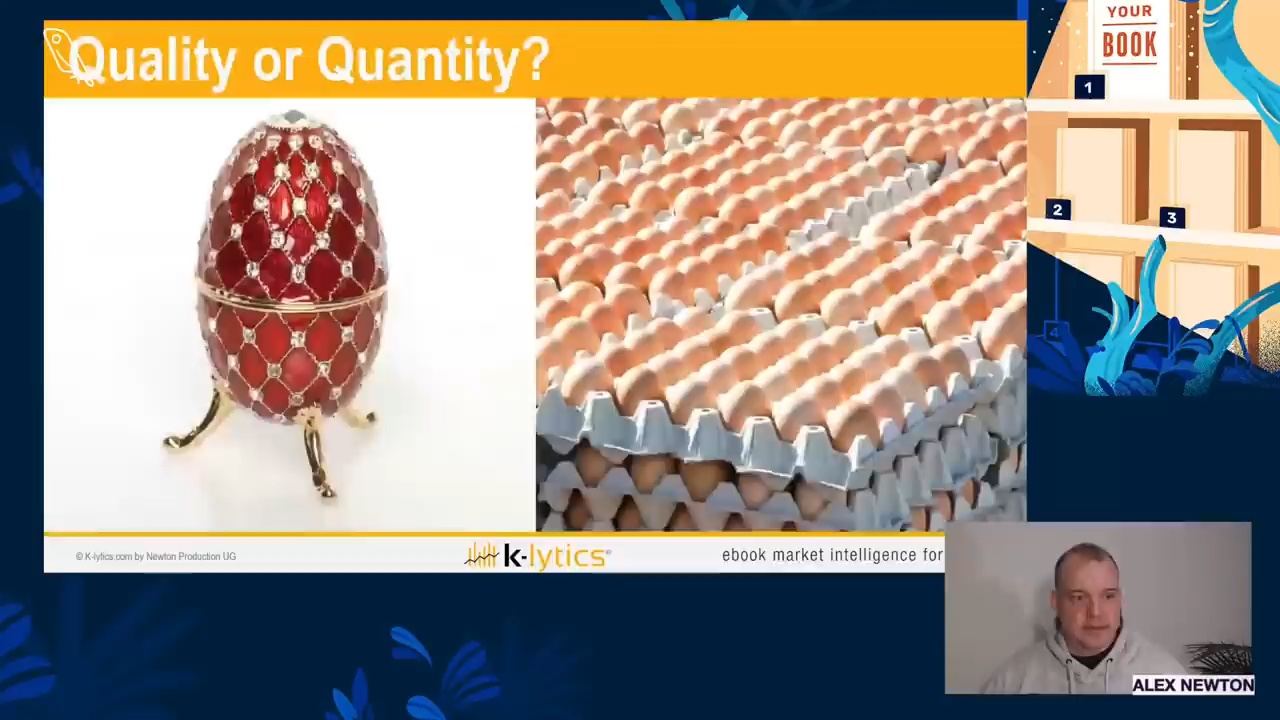 Quality or Quantity?
YOUR
BOOK
1
2
3
4
© K-lytics.com by Newton Production UG
k-lytics®
ebook market intelligence for
ALEX NEWTON